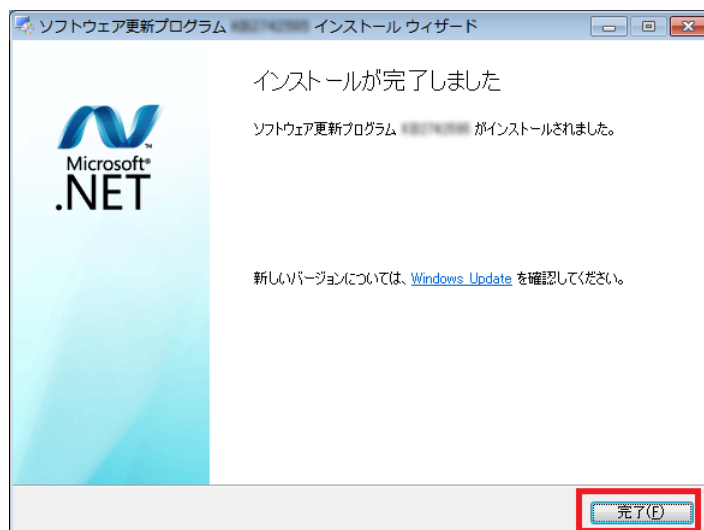 ソフトウェア更新プログラム インストール ウィザード
インストールが完了しました
ソフトウェア更新プログラム がインストールされました。
Microsoft®
.NET
新しいバージョンについては、Windows Update を確認してください。
完了(F)